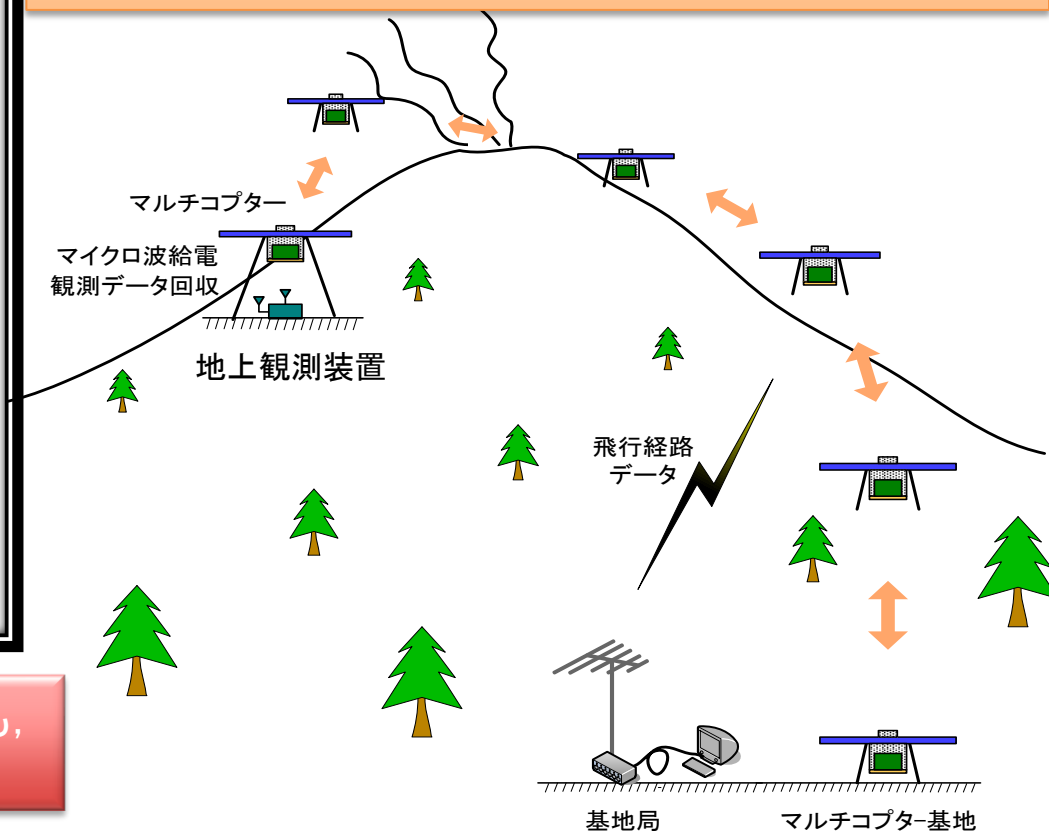 マルチコプター
マイクロ波給電
観測データ回収
地上観測装置
飛行経路
データ
基地局
マルチコプタ-基地